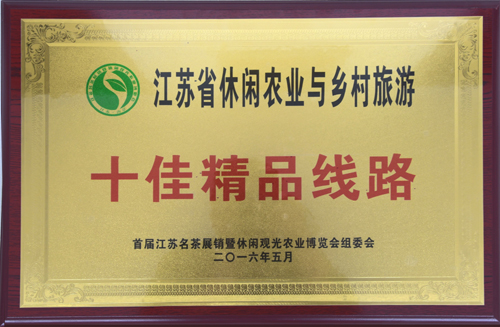 江苏省休闲农业与乡村旅游
十佳精品线路
首届江苏名茶展销暨休闲观光农业博览会组委会
二〇一六年五月